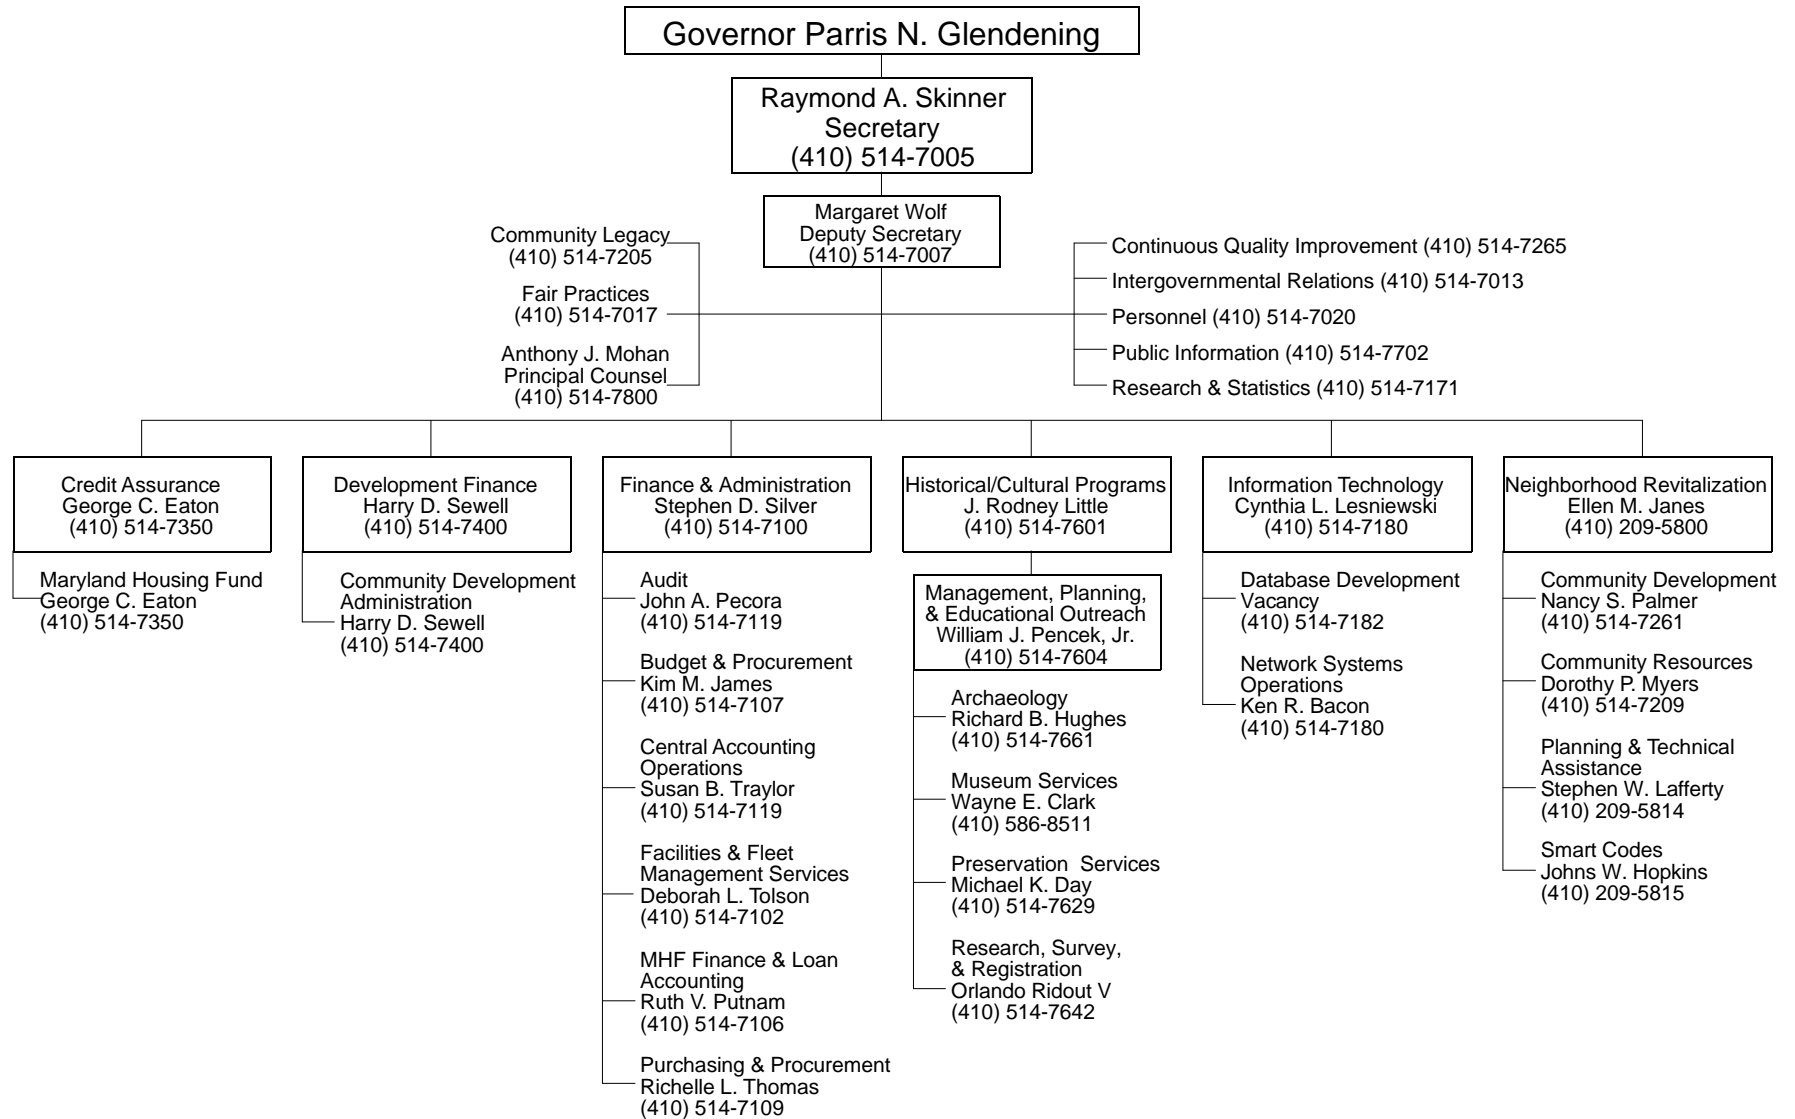 Governor Parris N. Glendening
Raymond A. Skinner
Secretary
(410) 514-7005
Margaret Wolf
Deputy Secretary
(410) 514-7007
Community Legacy
(410) 514-7205
Fair Practices
(410) 514-7017
Anthony J. Mohan
Principal Counsel
(410) 514-7800
Continuous Quality Improvement (410) 514-7265
Intergovernmental Relations (410) 514-7013
Personnel (410) 514-7020
Public Information (410) 514-7702
Research & Statistics (410) 514-7171
Credit Assurance
George C. Eaton
(410) 514-7350
Maryland Housing Fund
George C. Eaton
(410) 514-7350
Development Finance
Harry D. Sewell
(410) 514-7400
Community Development
Administration
Harry D. Sewell
(410) 514-7400
Finance & Administration
Stephen D. Silver
(410) 514-7100
Audit
John A. Pecora
(410) 514-7119
Budget & Procurement
Kim M. James
(410) 514-7107
Central Accounting
Operations
Susan B. Traylor
(410) 514-7119
Facilities & Fleet
Management Services
Deborah L. Tolson
(410) 514-7102
MHF Finance & Loan
Accounting
Ruth V. Putnam
(410) 514-7106
Purchasing & Procurement
Richelle L. Thomas
(410) 514-7109
Historical/Cultural Programs
J. Rodney Little
(410) 514-7601
Management, Planning,
& Educational Outreach
William J. Pencek, Jr.
(410) 514-7604
Archaeology
Richard B. Hughes
(410) 514-7661
Museum Services
Wayne E. Clark
(410) 586-8511
Preservation Services
Michael K. Day
(410) 514-7629
Research, Survey,
& Registration
Orlando Ridout V
(410) 514-7642
Information Technology
Cynthia L. Lesniewski
(410) 514-7180
Database Development
Vacancy
(410) 514-7182
Network Systems
Operations
Ken R. Bacon
(410) 514-7180
Neighborhood Revitalization
Ellen M. Janes
(410) 209-5800
Community Development
Nancy S. Palmer
(410) 514-7261
Community Resources
Dorothy P. Myers
(410) 514-7209
Planning & Technical
Assistance
Stephen W. Lafferty
(410) 209-5814
Smart Codes
Johns W. Hopkins
(410) 209-5815